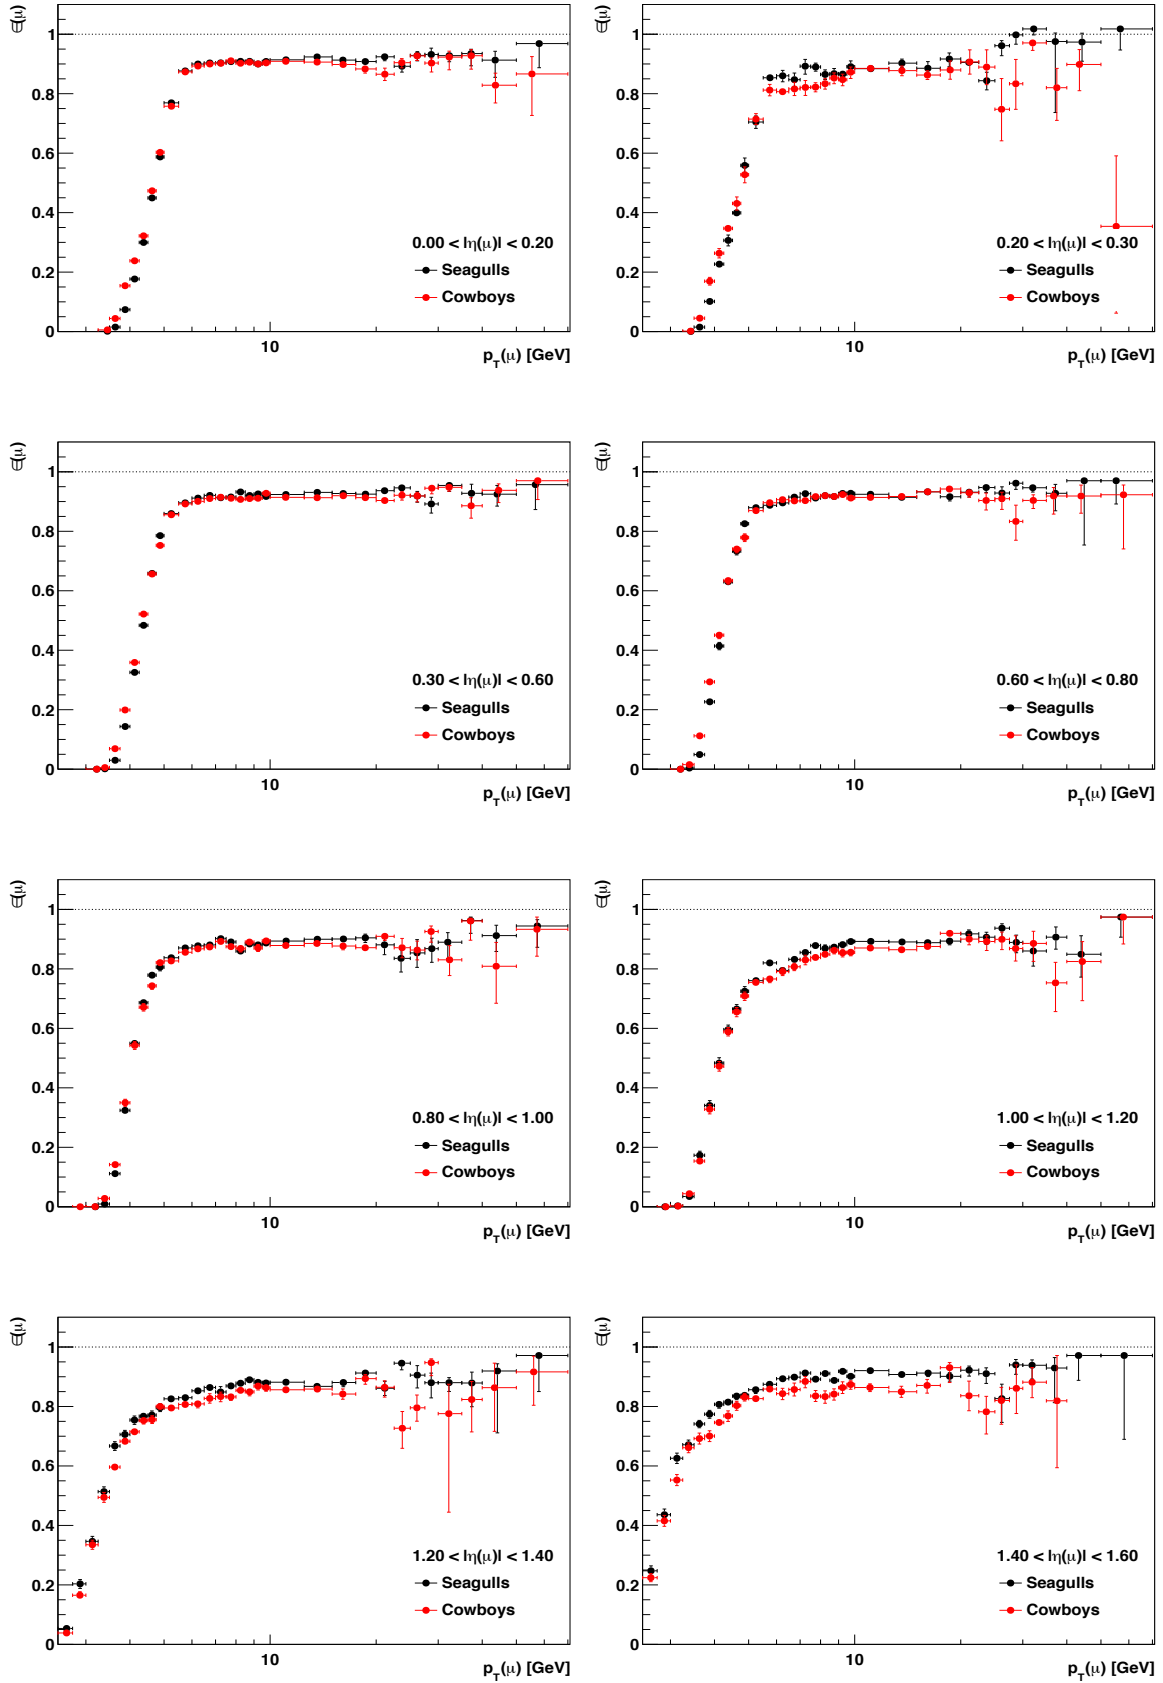 ∈(μ)
1
0.8
0.6
0.4
0.2
0
0.00 < |η(μ)| < 0.20
Seagulls
Cowboys
10
p_T(μ) [GeV]
∈(μ)
1
0.8
0.6
0.4
0.2
0
0.20 < |η(μ)| < 0.30
Seagulls
Cowboys
10
p_T(μ) [GeV]
∈(μ)
1
0.8
0.6
0.4
0.2
0
0.30 < |η(μ)| < 0.60
Seagulls
Cowboys
10
p_T(μ) [GeV]
∈(μ)
1
0.8
0.6
0.4
0.2
0
0.60 < |η(μ)| < 0.80
Seagulls
Cowboys
10
p_T(μ) [GeV]
∈(μ)
1
0.8
0.6
0.4
0.2
0
0.80 < |η(μ)| < 1.00
Seagulls
Cowboys
10
p_T(μ) [GeV]
∈(μ)
1
0.8
0.6
0.4
0.2
0
1.00 < |η(μ)| < 1.20
Seagulls
Cowboys
10
p_T(μ) [GeV]
∈(μ)
1
0.8
0.6
0.4
0.2
0
1.20 < |η(μ)| < 1.40
Seagulls
Cowboys
10
p_T(μ) [GeV]
∈(μ)
1
0.8
0.6
0.4
0.2
0
1.40 < |η(μ)| < 1.60
Seagulls
Cowboys
10
p_T(μ) [GeV]